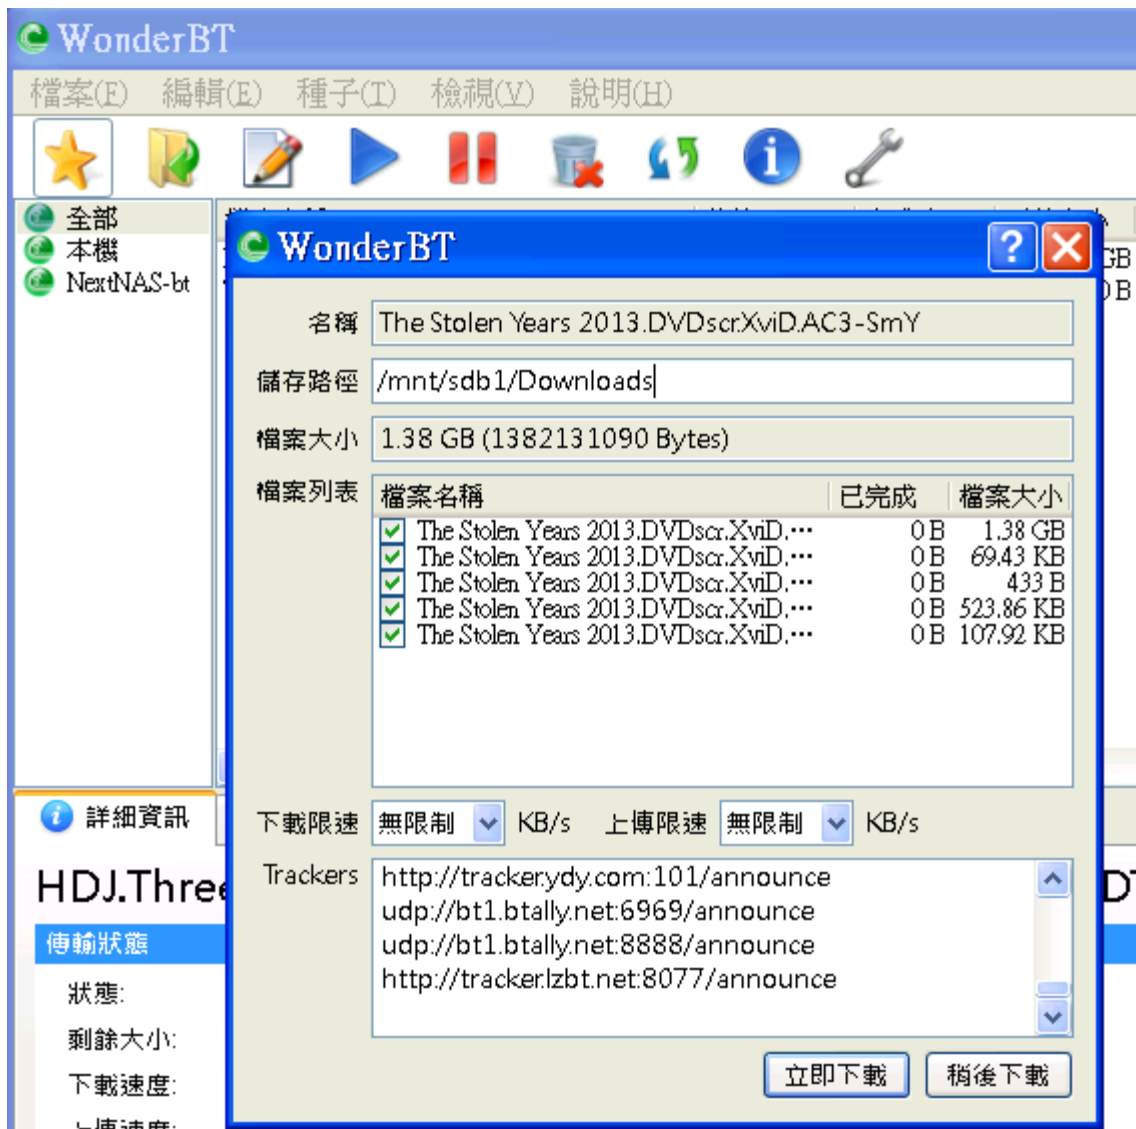 WonderBT
檔案(F) 編輯(E) 種子(T) 檢視(V) 說明(H)
全部
本機
NextNAS-bt
GB
0 B
WonderBT
名稱 The Stolen Years 2013.DVDscr.XviD.AC3-SmY
儲存路徑 /mnt/sdb1/Downloads
檔案大小 1.38 GB (1382131090 Bytes)
檔案列表 檔案名稱 已完成 檔案大小
The Stolen Years 2013.DVDscr.XviD.… 0 B 1.38 GB
The Stolen Years 2013.DVDscr.XviD.… 0 B 69.43 KB
The Stolen Years 2013.DVDscr.XviD.… 0 B 433 B
The Stolen Years 2013.DVDscr.XviD.… 0 B 523.86 KB
The Stolen Years 2013.DVDscr.XviD.… 0 B 107.92 KB
下載限速 無限制 KB/s 上傳限速 無限制 KB/s
Trackers http://tracker.ydy.com:101/announce
udp://bt1.btally.net:6969/announce
udp://bt1.btally.net:8888/announce
http://tracker.lzbt.net:8077/announce
立即下載 稍後下載
詳細資訊
HDJ.Three
傳輸狀態
狀態:
剩餘大小:
下載速度:
上傳速度: